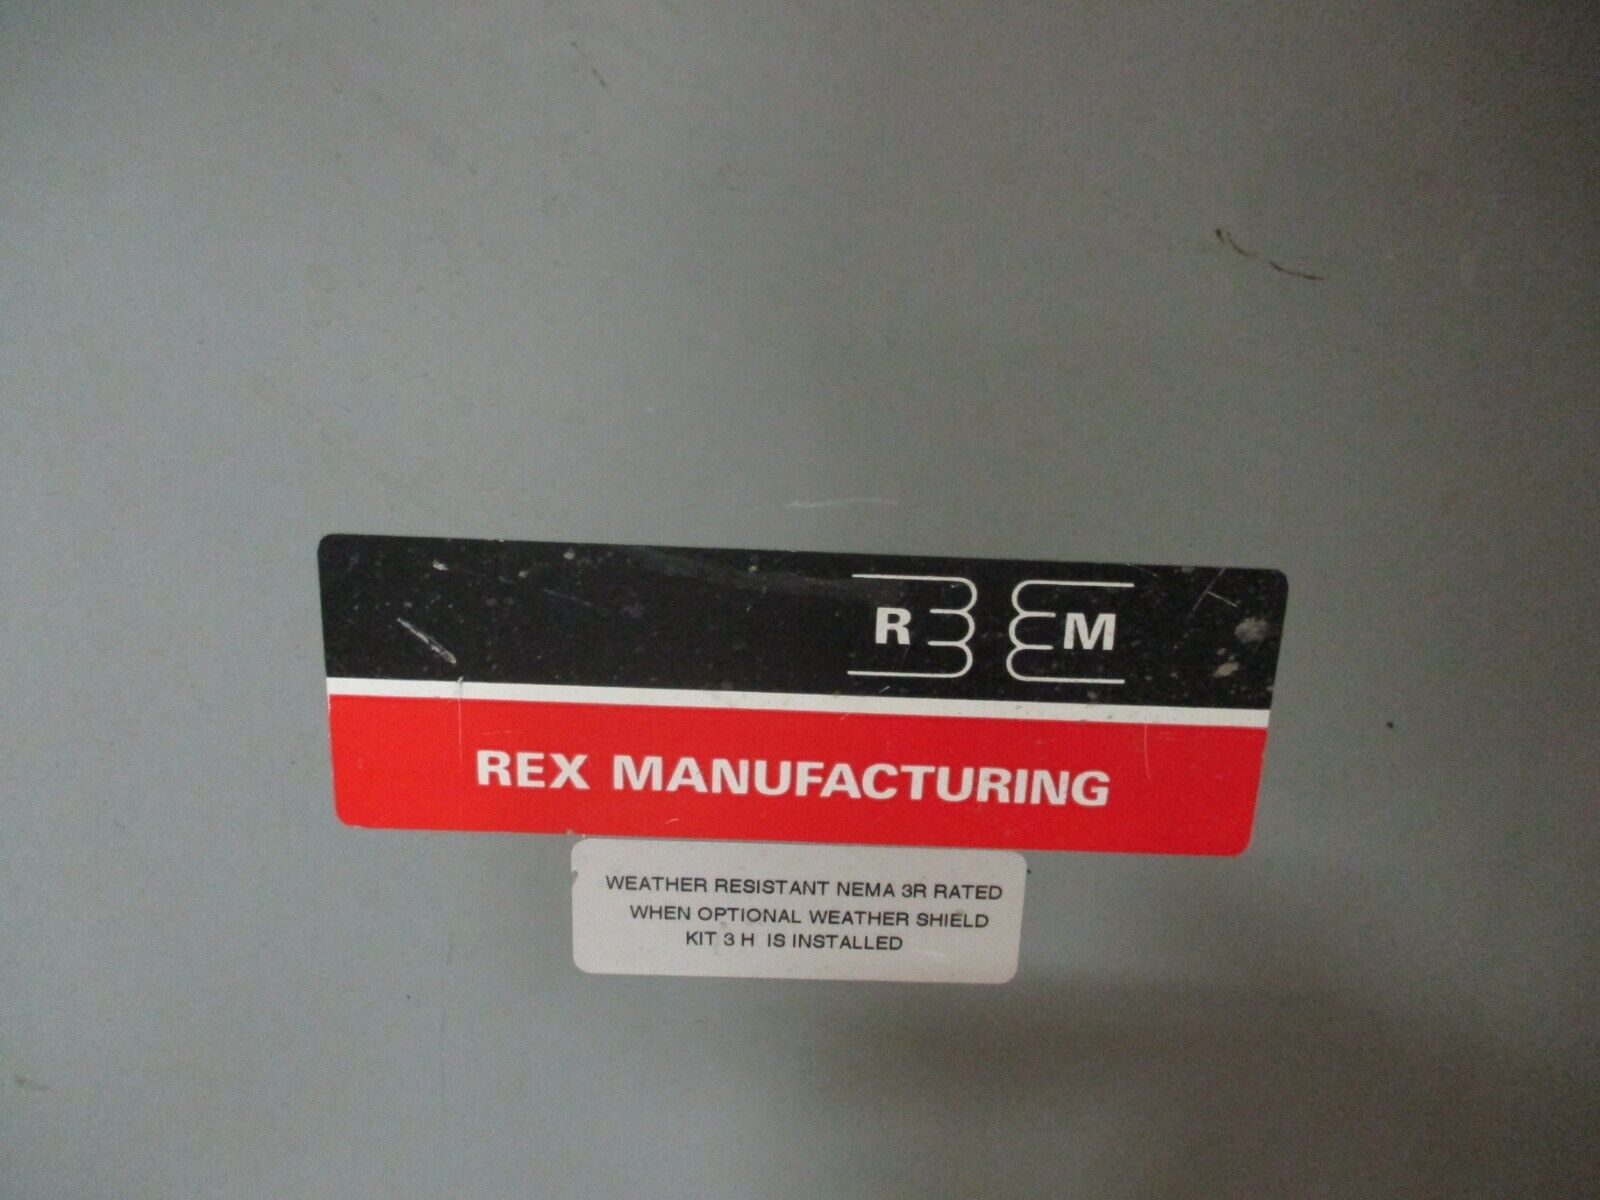 R M
REX MANUFACTURING
WEATHER RESISTANT NEMA 3R RATED
WHEN OPTIONAL WEATHER SHIELD
KIT 3 H IS INSTALLED